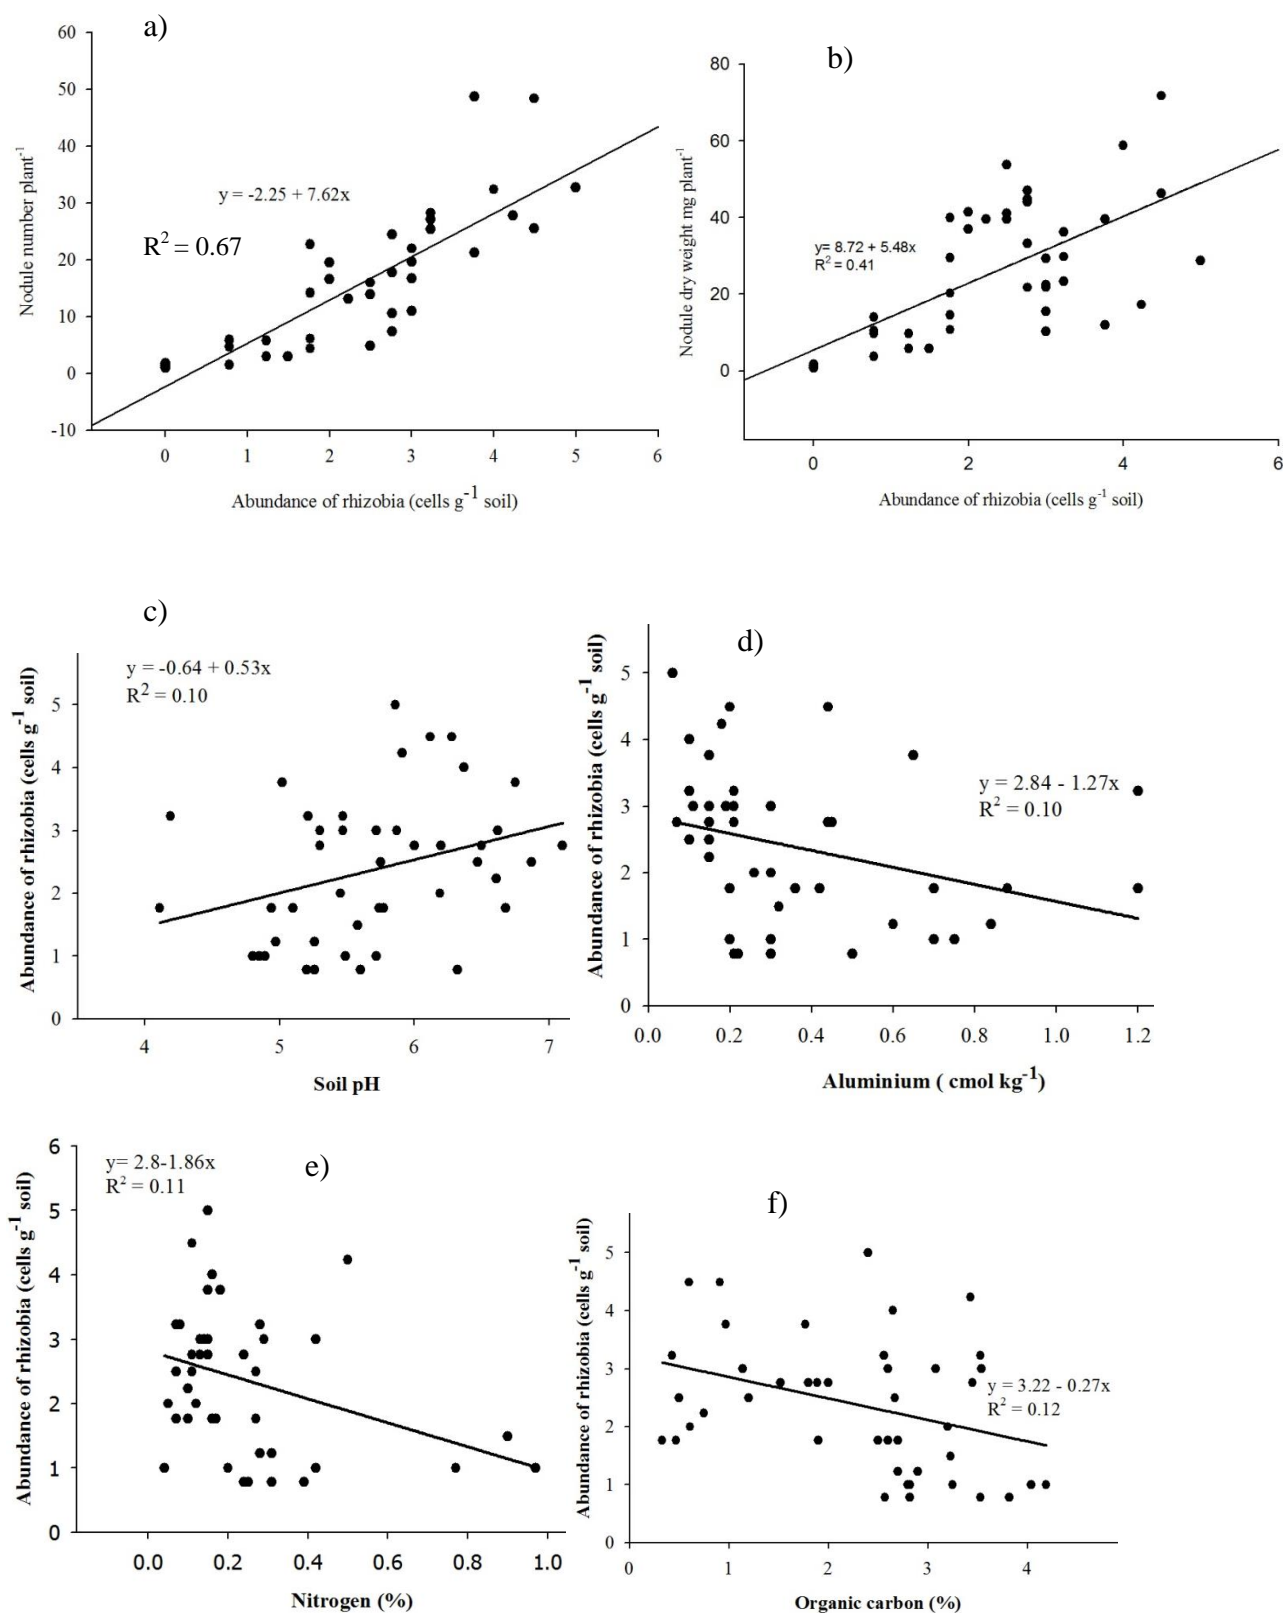 a)
60
50
40
30
20
10
0
-10
Nodule number plant⁻¹
y = -2.25 + 7.62x
R² = 0.67
0 1 2 3 4 5 6
Abundance of rhizobia (cells g⁻¹ soil)
b)
80
60
40
20
0
Nodule dry weight mg plant⁻¹
y= 8.72 + 5.48x
R² = 0.41
0 2 4 6
Abundance of rhizobia (cells g⁻¹ soil)
c)
y = -0.64 + 0.53x
R² = 0.10
5
4
3
2
1
0
Abundance of rhizobia (cells g⁻¹ soil)
4 5 6 7
Soil pH
d)
5
4
3
2
1
0
Abundance of rhizobia (cells g⁻¹ soil)
y = 2.84 - 1.27x
R² = 0.10
0.0 0.2 0.4 0.6 0.8 1.0 1.2
Aluminium ( cmol kg⁻¹)
e)
6
5
4
3
2
1
0
Abundance of rhizobia (cells g⁻¹ soil)
y= 2.8-1.86x
R² = 0.11
0.0 0.2 0.4 0.6 0.8 1.0
Nitrogen (%)
f)
5
4
3
2
1
0
Abundance of rhizobia (cells g⁻¹ soil)
y = 3.22 - 0.27x
R² = 0.12
0 1 2 3 4
Organic carbon (%)